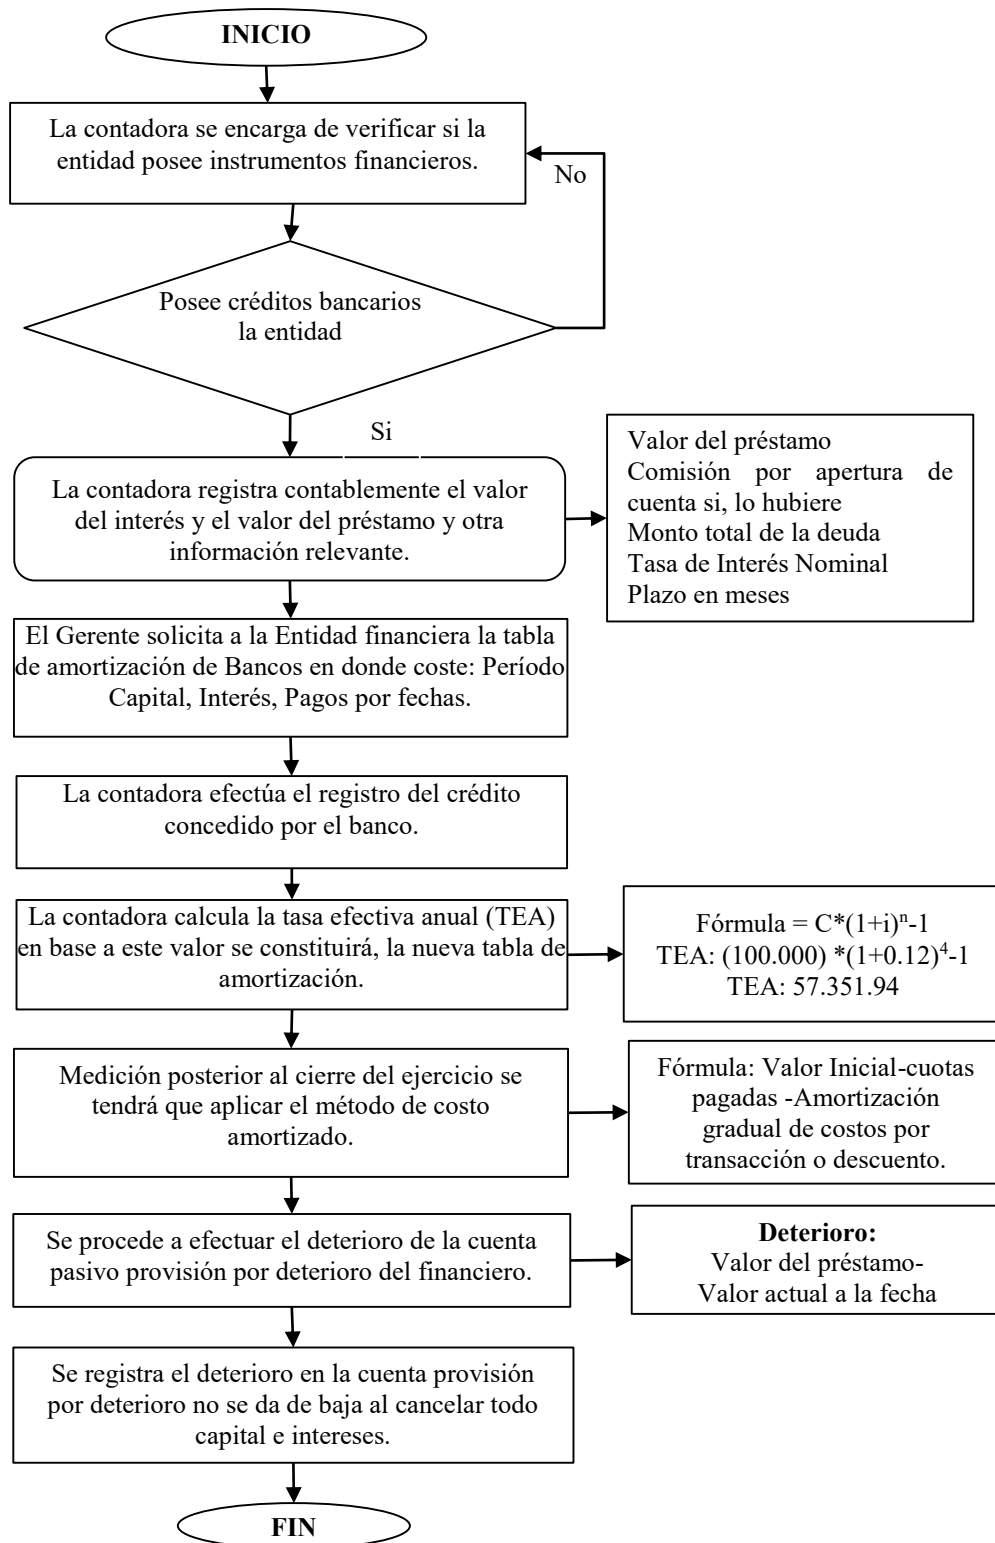 INICIO
La contadora se encarga de verificar si la
entidad posee instrumentos financieros.
No
Posee créditos bancarios
la entidad
Si
La contadora registra contablemente el valor
del interés y el valor del préstamo y otra
información relevante.
Valor del préstamo
Comisión por apertura de
cuenta si, lo hubiere
Monto total de la deuda
Tasa de Interés Nominal
Plazo en meses
El Gerente solicita a la Entidad financiera la tabla
de amortización de Bancos en donde coste: Período
Capital, Interés, Pagos por fechas.
La contadora efectúa el registro del crédito
concedido por el banco.
La contadora calcula la tasa efectiva anual (TEA)
en base a este valor se constituirá, la nueva tabla de
amortización.
Fórmula = C*(1+i)ⁿ-1
TEA: (100.000) *(1+0.12)⁴-1
TEA: 57.351.94
Medición posterior al cierre del ejercicio se
tendrá que aplicar el método de costo
amortizado.
Fórmula: Valor Inicial-cuotas
pagadas -Amortización
gradual de costos por
transacción o descuento.
Se procede a efectuar el deterioro de la cuenta
pasivo provisión por deterioro del financiero.
Deterioro:
Valor del préstamo-
Valor actual a la fecha
Se registra el deterioro en la cuenta provisión
por deterioro no se da de baja al cancelar todo
capital e intereses.
FIN